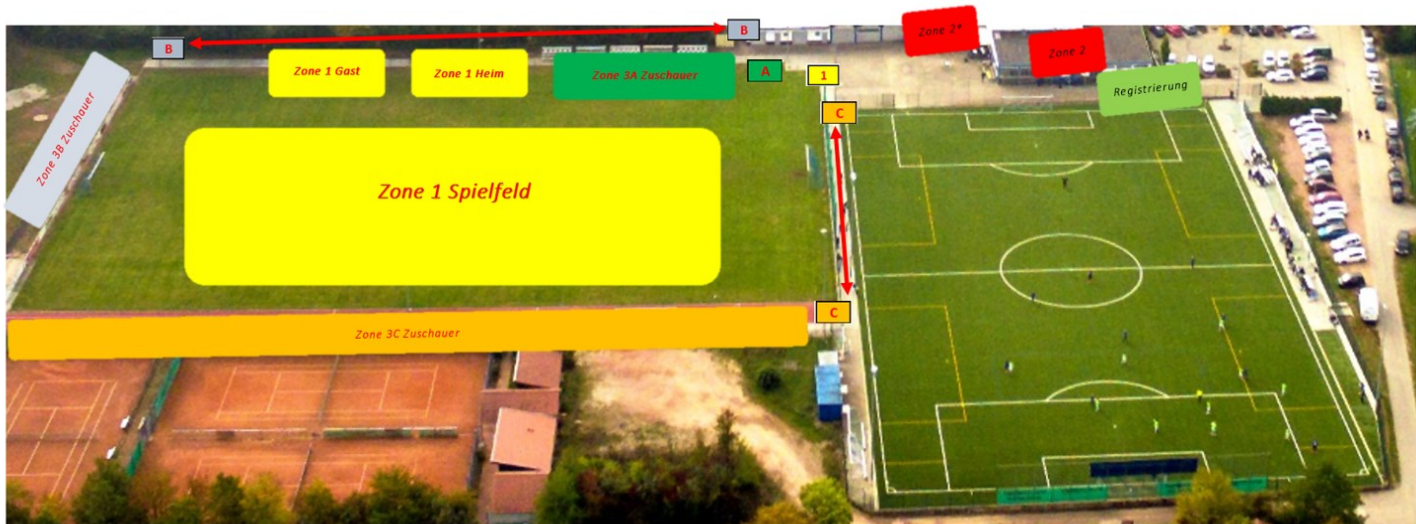 B
B
Zone 2*
Zone 2
Zone 1 Gast
Zone 1 Heim
Zone 3A Zuschauer
A
1
Registrierung
C
Zone 3B Zuschauer
Zone 1 Spielfeld
C
Zone 3C Zuschauer